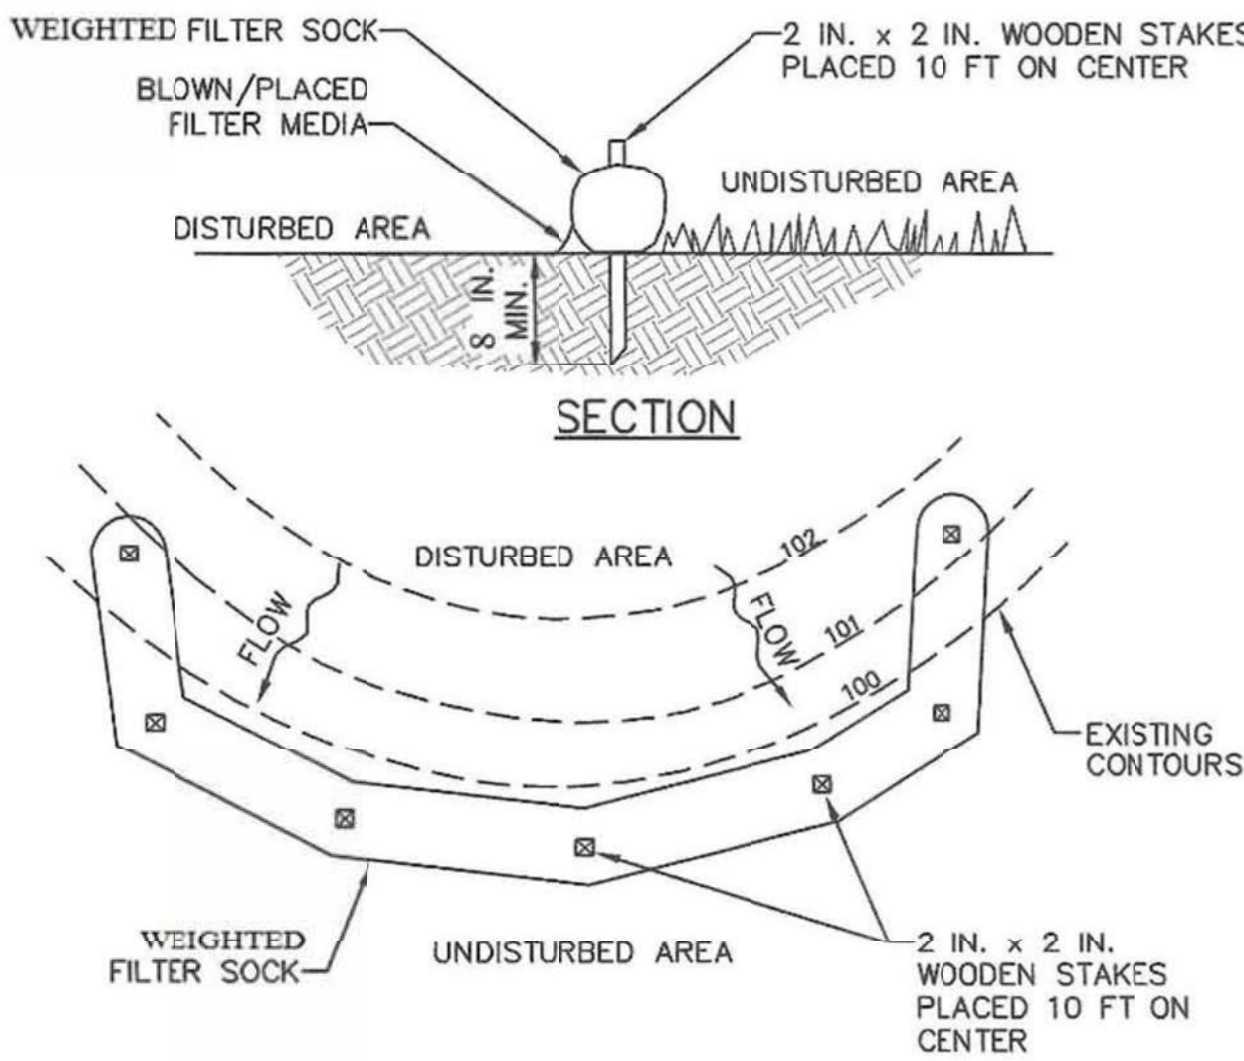 WEIGHTED FILTER SOCK
2 IN. x 2 IN. WOODEN STAKES
PLACED 10 FT ON CENTER
BLOWN/PLACED
FILTER MEDIA
UNDISTURBED AREA
DISTURBED AREA
8 IN.
MIN.
SECTION
DISTURBED AREA
102
FLOW
FLOW
101
100
EXISTING
CONTOURS
WEIGHTED
FILTER SOCK
UNDISTURBED AREA
2 IN. x 2 IN.
WOODEN STAKES
PLACED 10 FT ON
CENTER